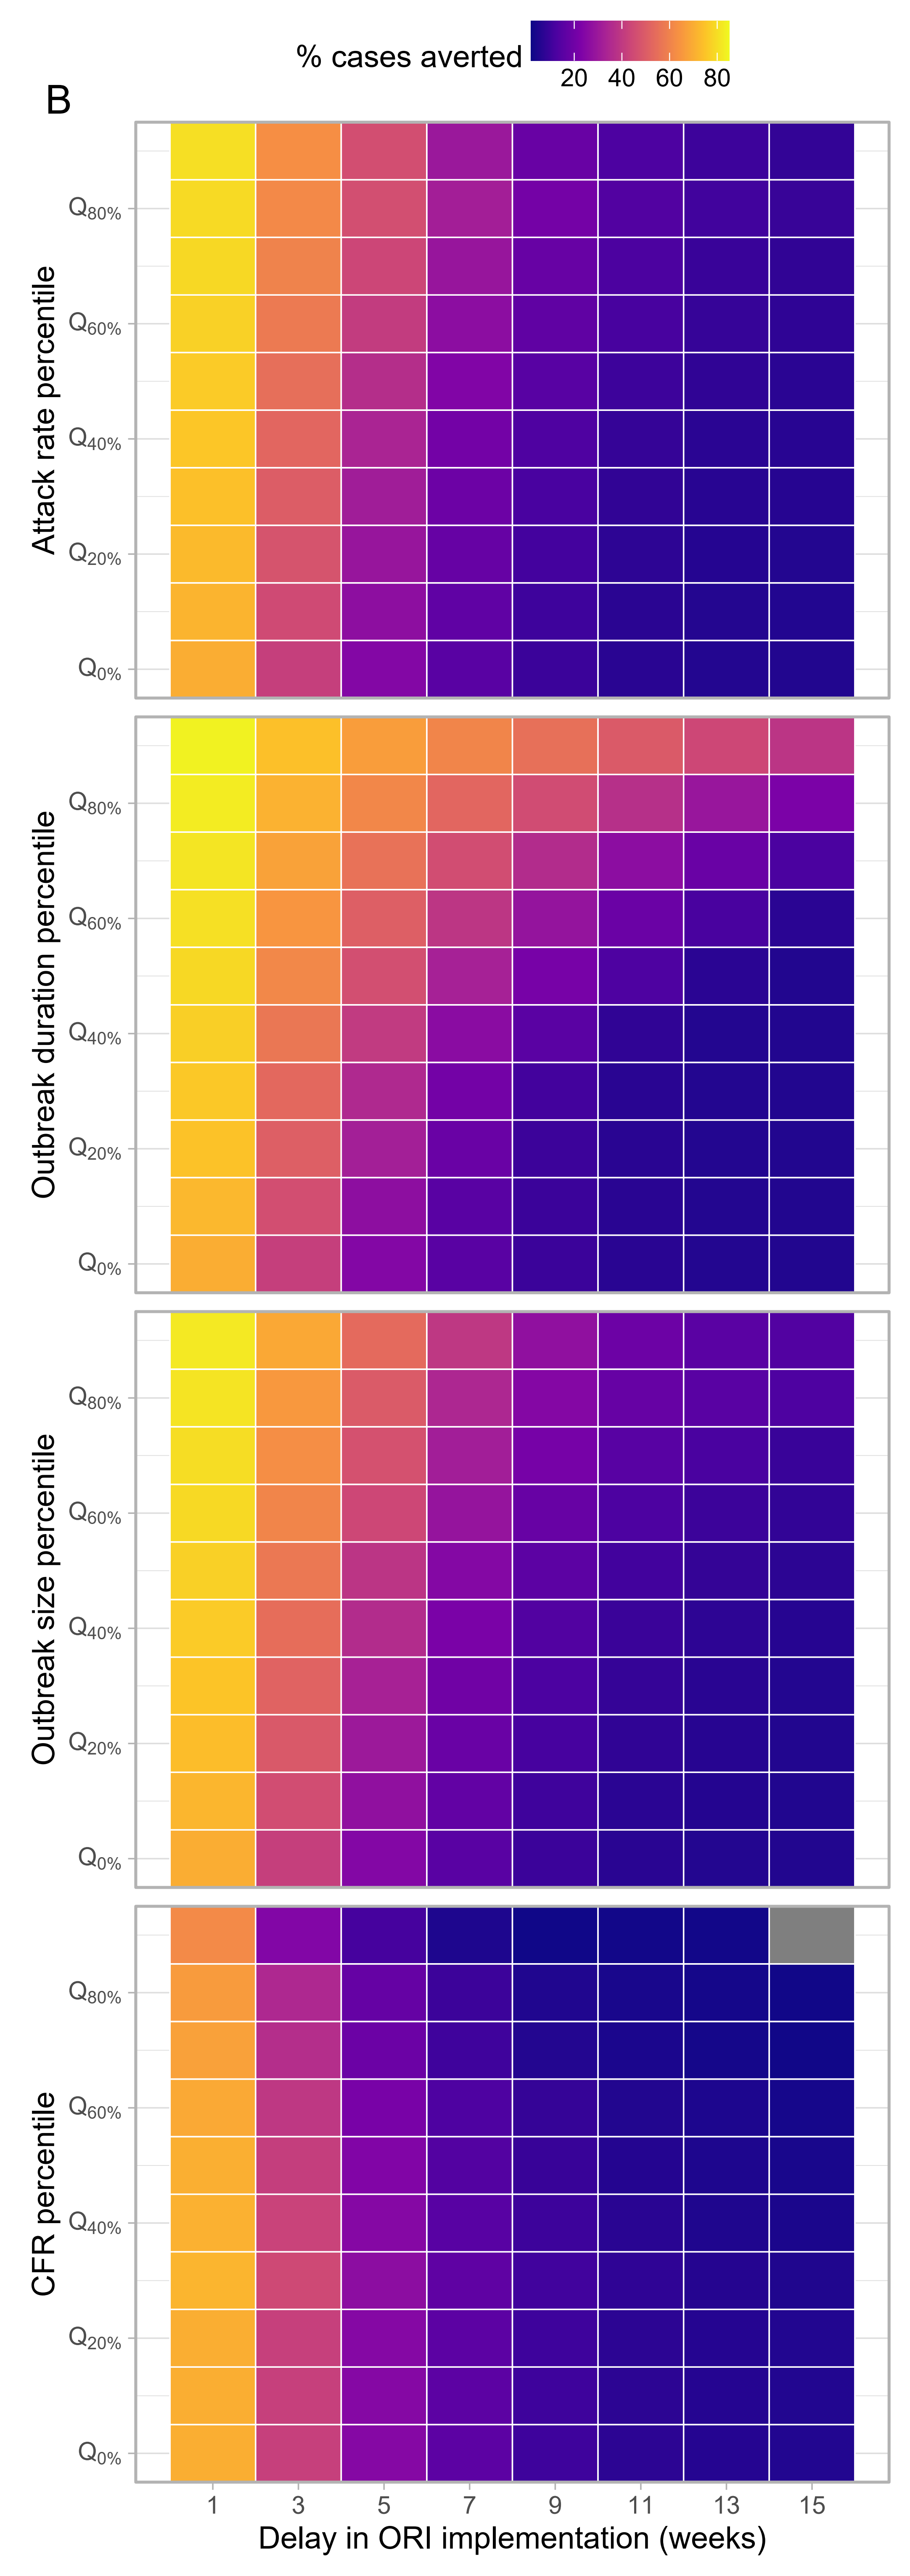 % cases averted
20 40 60 80
B
Attack rate percentile
Q80%
Q60%
Q40%
Q20%
Q0%
Outbreak duration percentile
Q80%
Q60%
Q40%
Q20%
Q0%
Outbreak size percentile
Q80%
Q60%
Q40%
Q20%
Q0%
CFR percentile
Q80%
Q60%
Q40%
Q20%
Q0%
1 3 5 7 9 11 13 15
Delay in ORI implementation (weeks)